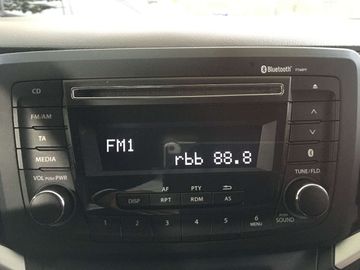 Bluetooth
CD
FM/AM
TA
MEDIA
VOL PUSH PWR
FM1
rbb 88.8
AF PTY
DISP RPT RDM AS
1 2 3 4 5 6
MENU
TUNE/FLD
SOUND